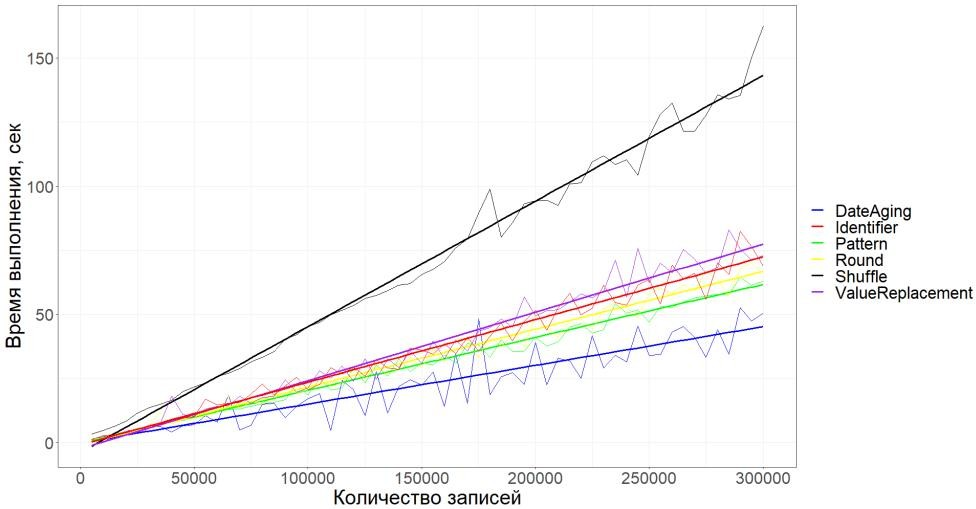 Время выполнения, сек
150
100
50
0
0 50000 100000 150000 200000 250000 300000
Количество записей
DateAging
Identifier
Pattern
Round
Shuffle
ValueReplacement